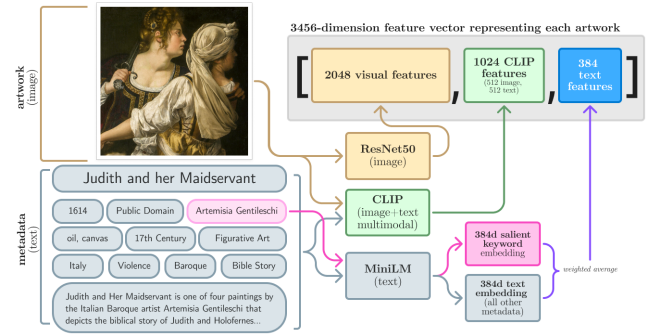 3456-dimension feature vector representing each artwork
artwork
(image)
[
2048 visual features
,
1024 CLIP
features
(512 image,
512 text)
,
384
text
features
]
ResNet50
(image)
metadata
(text)
Judith and her Maidservant
1614
Public Domain
Artemisia Gentileschi
oil, canvas
17th Century
Figurative Art
Italy
Violence
Baroque
Bible Story
Judith and Her Maidservant is one of four paintings by
the Italian Baroque artist Artemisia Gentileschi that
depicts the biblical story of Judith and Holofernes...
CLIP
(image+text
multimodal)
MiniLM
(text)
384d salient
keyword
embedding
384d text
embedding
(all other
metadata)
weighted average